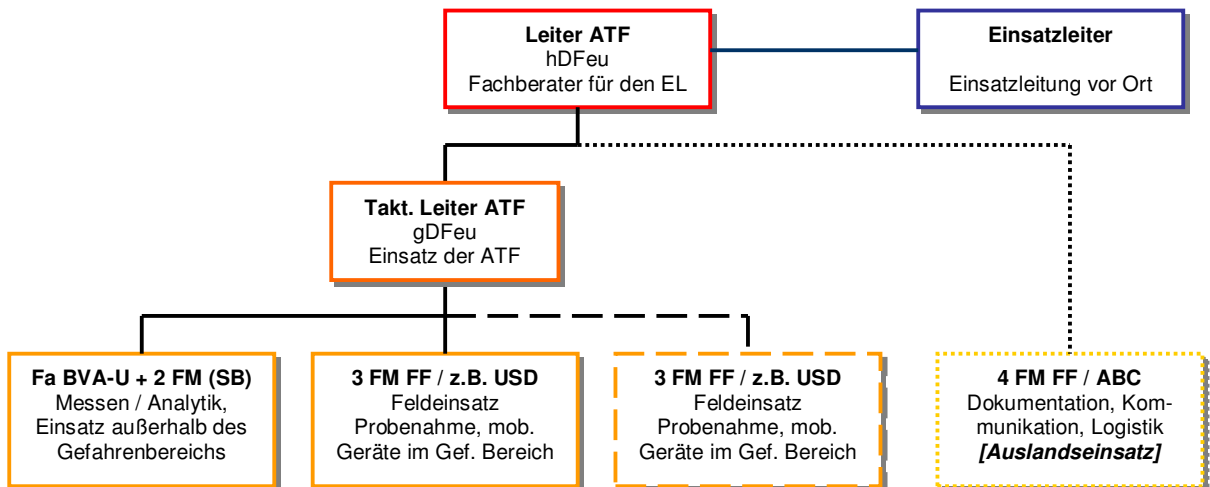 Leiter ATF
hDFeu
Fachberater für den EL
Einsatzleiter
Einsatzleitung vor Ort
Takt. Leiter ATF
gDFeu
Einsatz der ATF
Fa BVA-U + 2 FM (SB)
Messen / Analytik,
Einsatz außerhalb des
Gefahrenbereichs
3 FM FF / z.B. USD
Feldeinsatz
Probenahme, mob.
Geräte im Gef. Bereich
3 FM FF / z.B. USD
Feldeinsatz
Probenahme, mob.
Geräte im Gef. Bereich
4 FM FF / ABC
Dokumentation, Kom-
munikation, Logistik
[Auslandseinsatz]